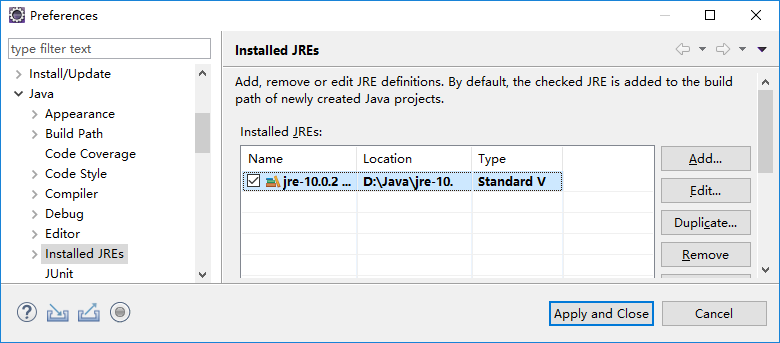 Preferences
type filter text
Install/Update
Java
Appearance
Build Path
Code Coverage
Code Style
Compiler
Debug
Editor
Installed JREs
JUnit
Installed JREs
Add, remove or edit JRE definitions. By default, the checked JRE is added to the build
path of newly created Java projects.
Installed JREs:
Name Location Type
jre-10.0.2 ... D:\Java\jre-10. Standard V
Add...
Edit...
Duplicate...
Remove
Apply and Close
Cancel